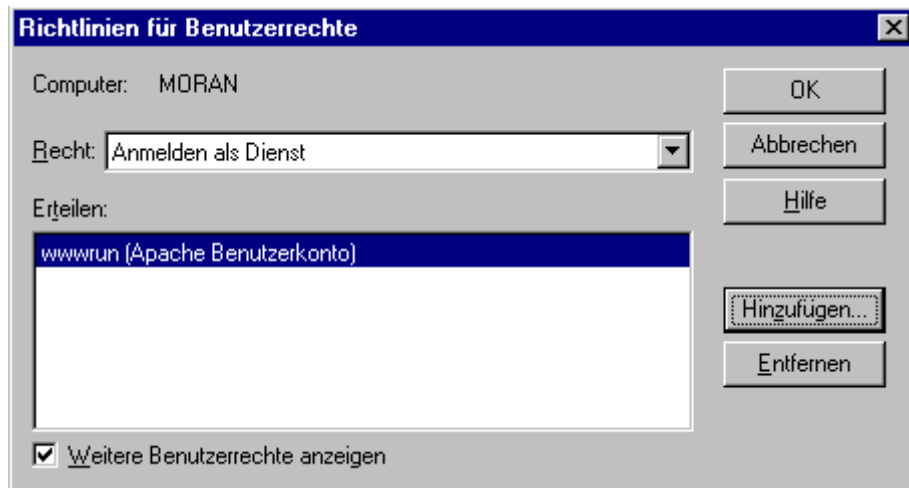 Richtlinien für Benutzerrechte
Computer: MORAN
OK
Recht: Anmelden als Dienst
Abbrechen
Erteilen:
Hilfe
wwwrun (Apache Benutzerkonto)
Hinzufügen...
Entfernen
Weitere Benutzerrechte anzeigen